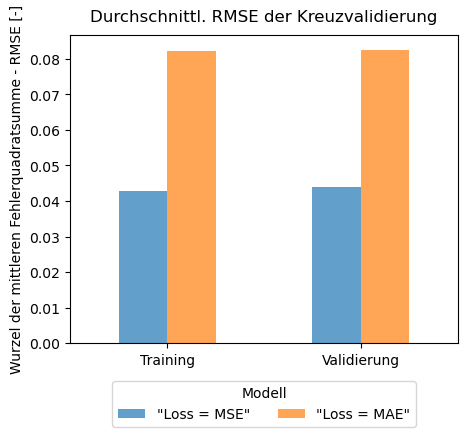 Durchschnittl. RMSE der Kreuzvalidierung
Wurzel der mittleren Fehlerquadratsumme - RMSE [-]
0.08
0.07
0.06
0.05
0.04
0.03
0.02
0.01
0.00
Training
Validierung
Modell
"Loss = MSE"
"Loss = MAE"